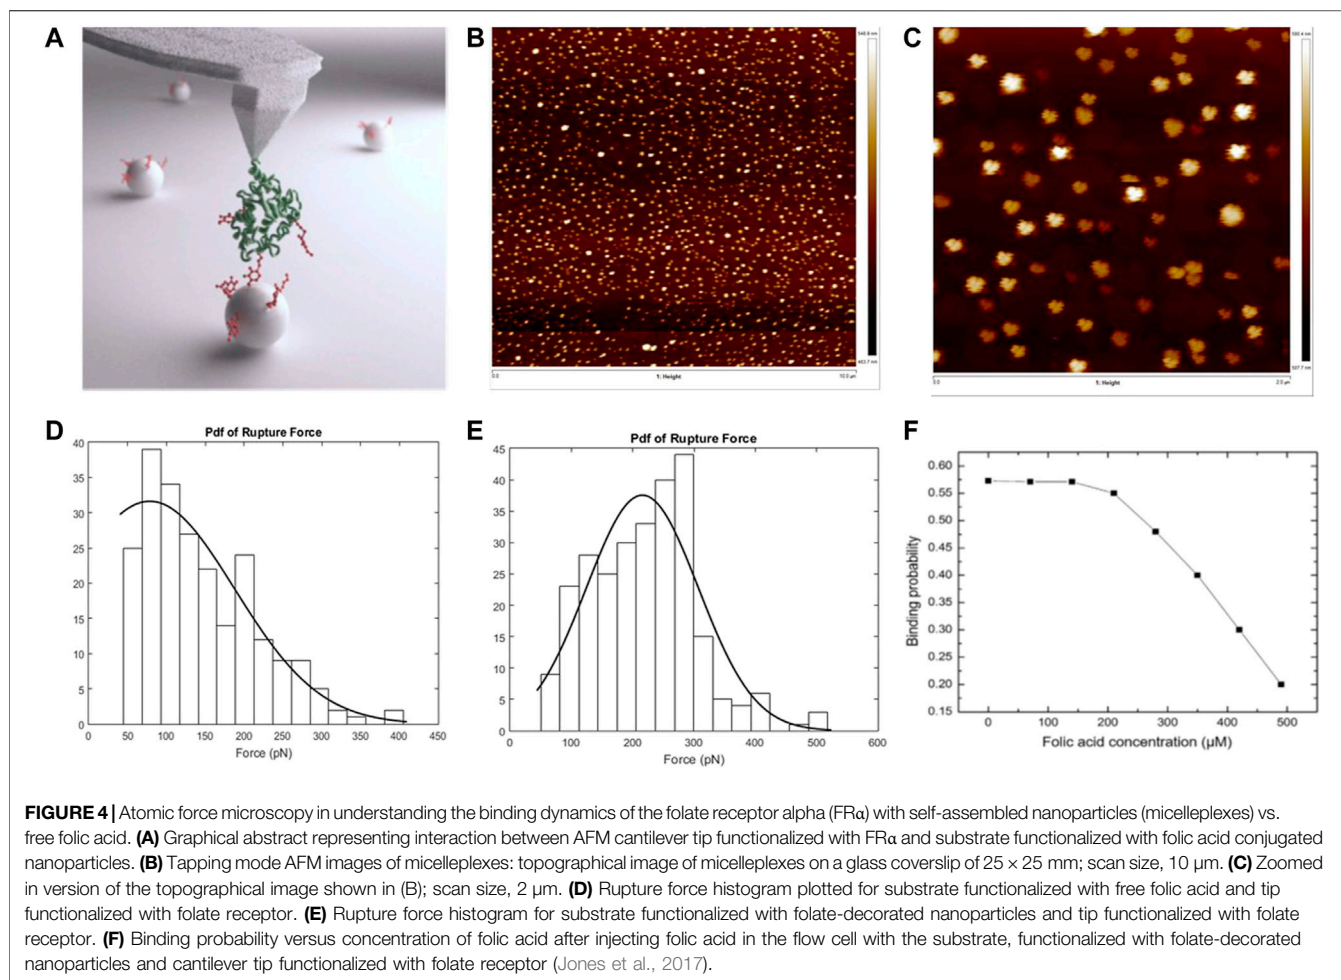 A
B
C
548.9 nm
463.7 nm
0.0
1: Height
10.0 µm
0.0
1: Height
2.0 µm
D
Pdf of Rupture Force
40
35
30
25
20
15
10
5
0
0 50 100 150 200 250 300 350 400 450
Force (pN)
E
Pdf of Rupture Force
45
40
35
30
25
20
15
10
5
0
0 100 200 300 400 500 600
Force (pN)
F
Binding probability
0.60
0.55
0.50
0.45
0.40
0.35
0.30
0.25
0.20
0.15
0 100 200 300 400 500
Folic acid concentration (µM)
FIGURE 4 | Atomic force microscopy in understanding the binding dynamics of the folate receptor alpha (FRα) with self-assembled nanoparticles (micelleplexes) vs.
free folic acid. (A) Graphical abstract representing interaction between AFM cantilever tip functionalized with FRα and substrate functionalized with folic acid conjugated
nanoparticles. (B) Tapping mode AFM images of micelleplexes: topographical image of micelleplexes on a glass coverslip of 25 × 25 mm; scan size, 10 µm. (C) Zoomed
in version of the topographical image shown in (B); scan size, 2 µm. (D) Rupture force histogram plotted for substrate functionalized with free folic acid and tip
functionalized with folate receptor. (E) Rupture force histogram for substrate functionalized with folate-decorated nanoparticles and tip functionalized with folate
receptor. (F) Binding probability versus concentration of folic acid after injecting folic acid in the flow cell with the substrate, functionalized with folate-decorated
nanoparticles and cantilever tip functionalized with folate receptor (Jones et al., 2017).